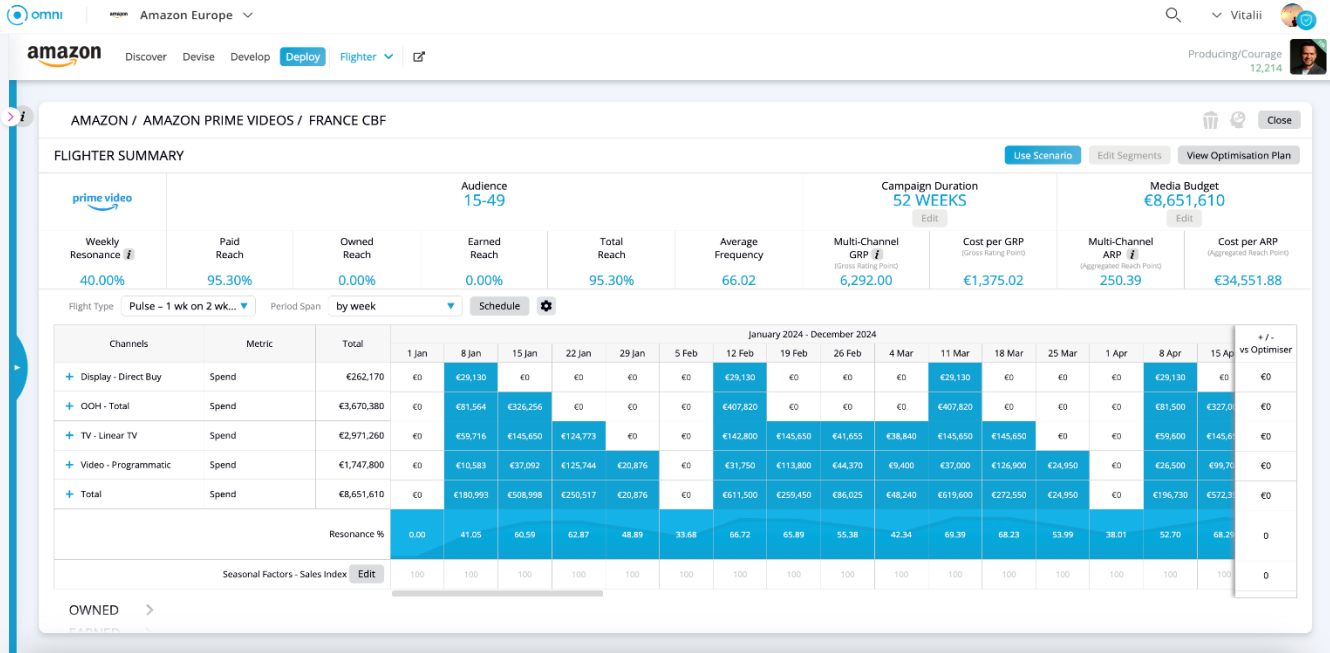 omni amazon Amazon Europe Vitalii
amazon Discover Devise Develop Deploy Flighter Producing/Courage
12,214
i
AMAZON / AMAZON PRIME VIDEOS / FRANCE CBF Close
FLIGHTER SUMMARY Use Scenario Edit Segments View Optimisation Plan
prime video
Audience
15-49
Campaign Duration
52 WEEKS
Edit
Media Budget
€8,651,610
Edit
Weekly
Resonance i
40.00%
Paid
Reach
95.30%
Owned
Reach
0.00%
Earned
Reach
0.00%
Total
Reach
95.30%
Average
Frequency
66.02
Multi-Channel
GRP i
(Gross Rating Point)
6,292.00
Cost per GRP
(Gross Rating Point)
€1,375.02
Multi-Channel
ARP i
(Aggregated Reach Point)
250.39
Cost per ARP
(Aggregated Reach Point)
€34,551.88
Flight Type Pulse – 1 wk on 2 wk... Period Span by week Schedule
Channels Metric Total January 2024 - December 2024 + / -
vs Optimiser
1 Jan 8 Jan 15 Jan 22 Jan 29 Jan 5 Feb 12 Feb 19 Feb 26 Feb 4 Mar 11 Mar 18 Mar 25 Mar 1 Apr 8 Apr 15 Ap
+ Display - Direct Buy Spend €262,170 €0 €29,130 €0 €0 €0 €0 €29,130 €0 €0 €0 €29,130 €0 €0 €0 €29,130 €0 €0
+ OOH - Total Spend €3,670,380 €0 €81,564 €326,256 €0 €0 €0 €407,820 €0 €0 €0 €407,820 €0 €0 €0 €81,500 €327,0 €0
+ TV - Linear TV Spend €2,971,260 €0 €59,716 €145,650 €124,773 €0 €0 €142,800 €145,650 €41,655 €38,840 €145,650 €145,650 €0 €0 €59,600 €145,6 €0
+ Video - Programmatic Spend €1,747,800 €0 €10,583 €37,092 €125,744 €20,876 €0 €31,750 €113,800 €44,370 €9,400 €37,000 €126,900 €24,950 €0 €26,500 €99,70 €0
+ Total Spend €8,651,610 €0 €180,993 €508,998 €250,517 €20,876 €0 €611,500 €259,450 €86,025 €48,240 €619,600 €272,550 €24,950 €0 €196,730 €572,3 €0
Resonance % 0.00 41.05 60.59 62.87 48.89 33.68 66.72 65.89 55.38 42.34 69.39 68.23 53.99 38.01 52.70 68.29 0
Seasonal Factors - Sales Index Edit 100 100 100 100 100 100 100 100 100 100 100 100 100 100 100 100 0
OWNED
EARNED